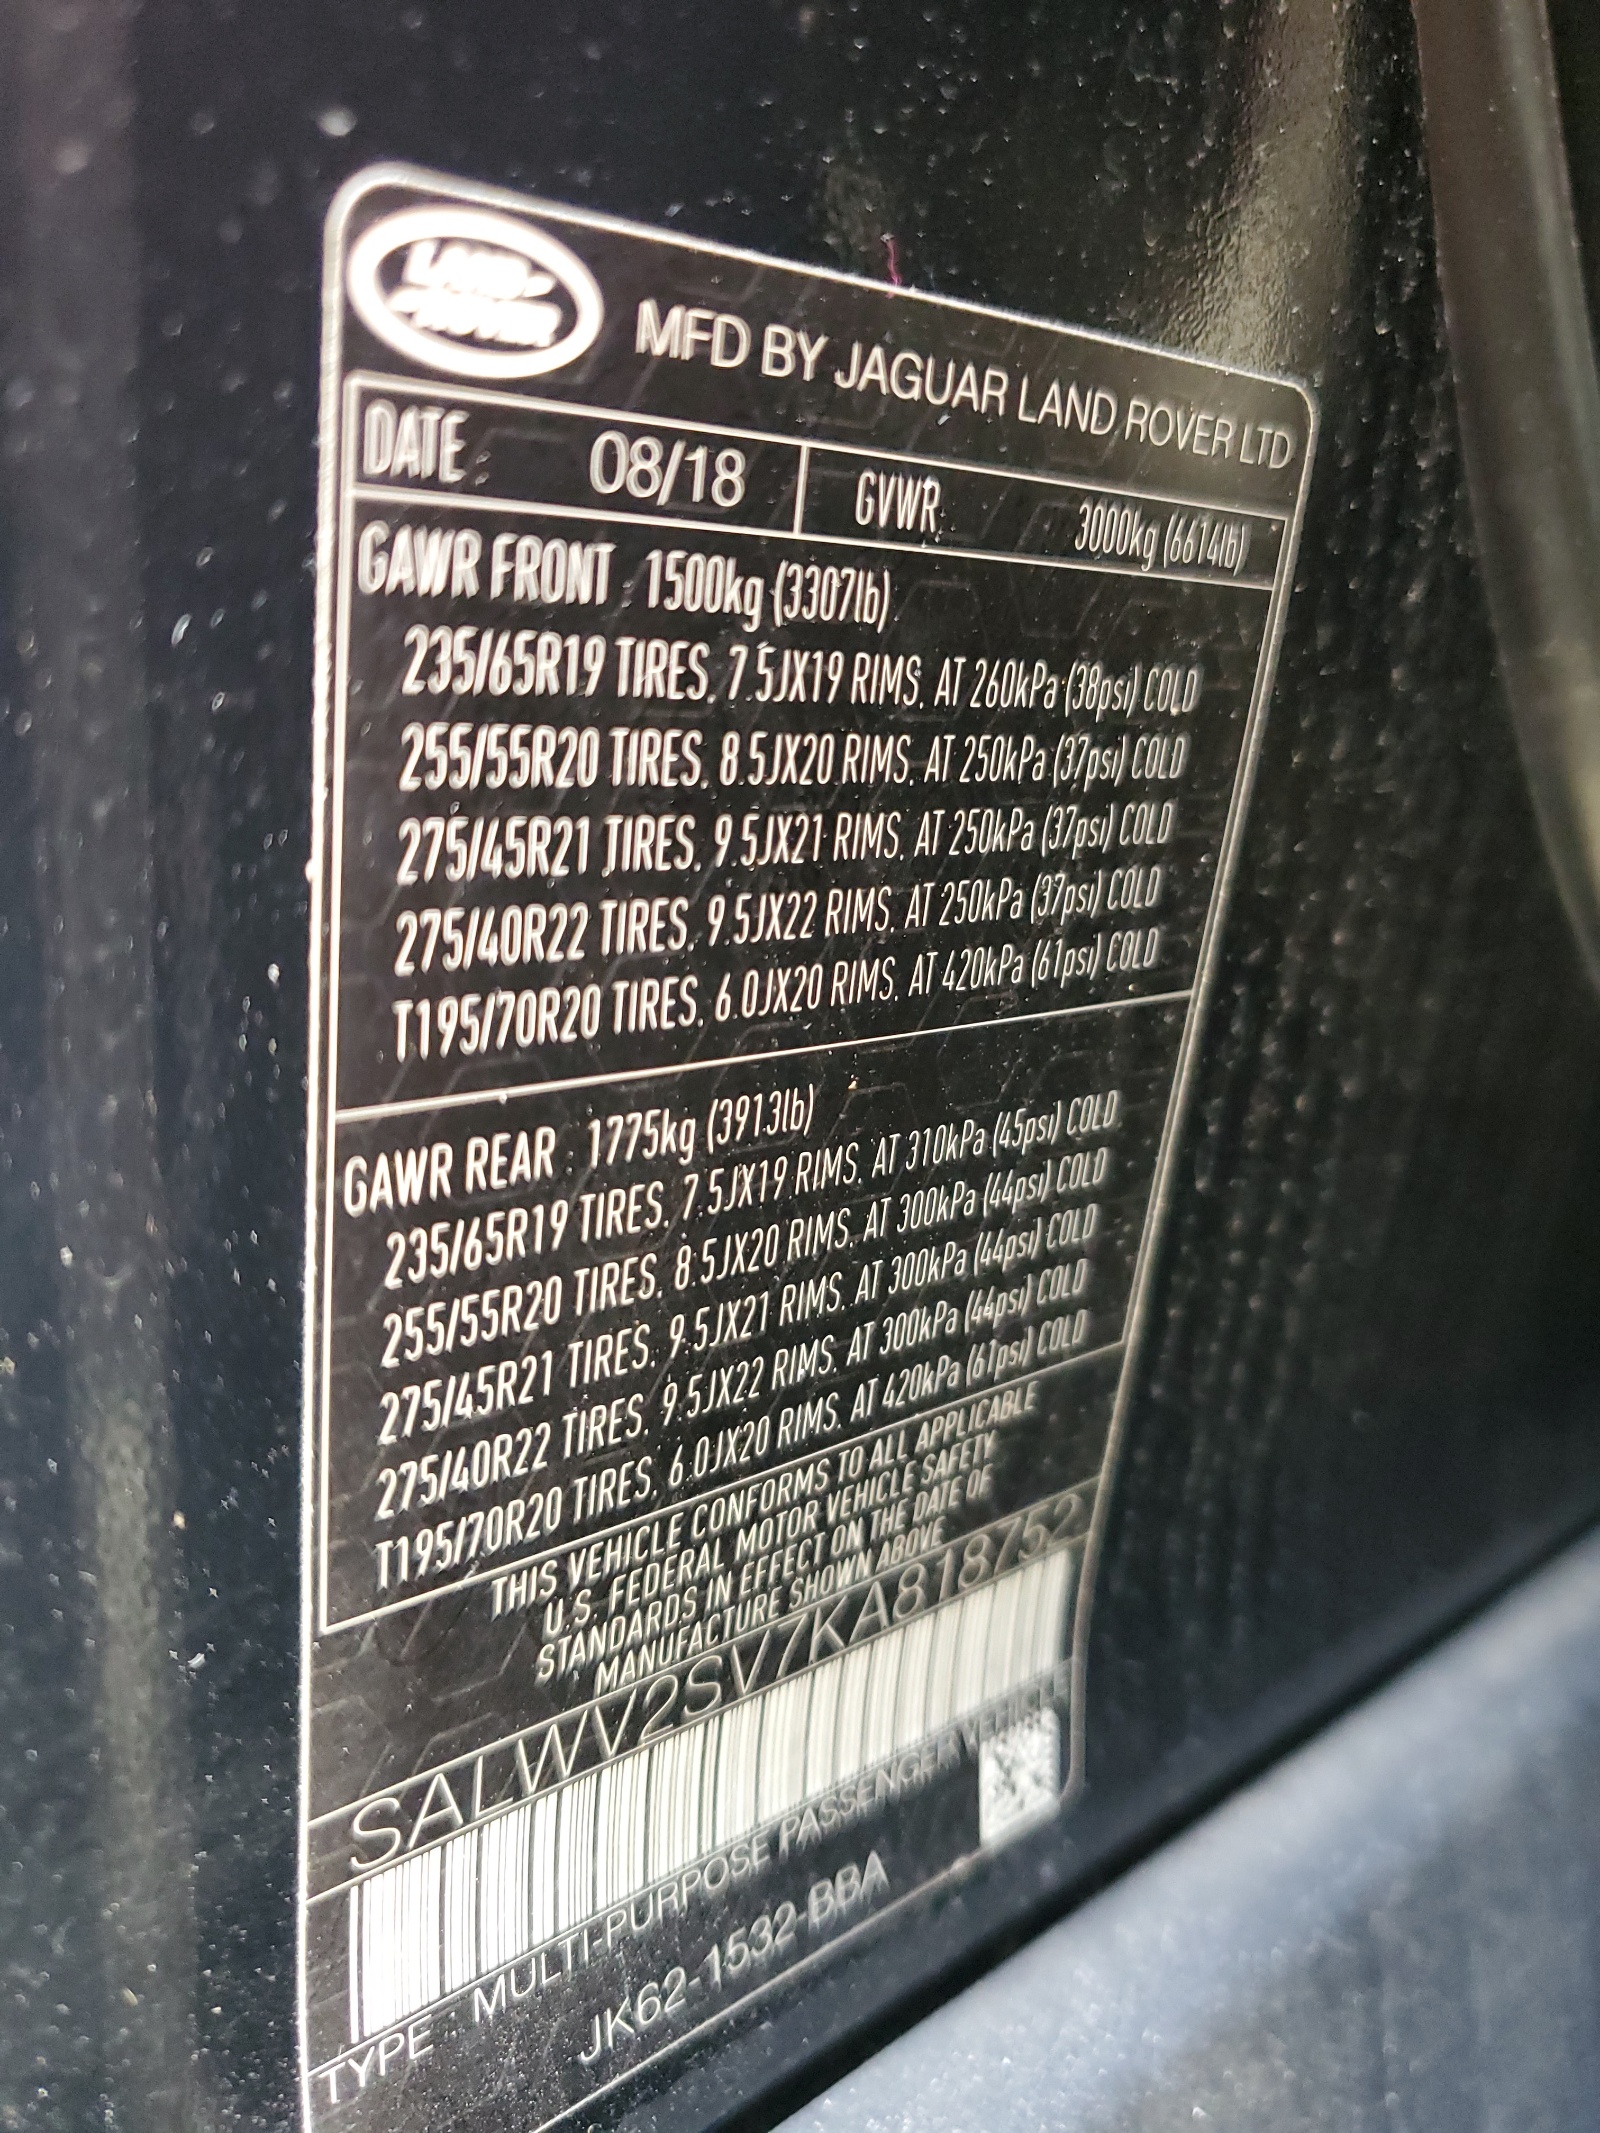 LAND-
ROVER
MFD BY JAGUAR LAND ROVER LTD
DATE : 08/18 GVWR : 3000kg (6614lb)
GAWR FRONT : 1500kg (3307lb)
235/65R19 TIRES, 7.5JX19 RIMS, AT 260kPa (38psi) COLD
255/55R20 TIRES, 8.5JX20 RIMS, AT 250kPa (37psi) COLD
275/45R21 TIRES, 9.5JX21 RIMS, AT 250kPa (37psi) COLD
275/40R22 TIRES, 9.5JX22 RIMS, AT 250kPa (37psi) COLD
T195/70R20 TIRES, 6.0JX20 RIMS, AT 420kPa (61psi) COLD
GAWR REAR : 1775kg (3913lb)
235/65R19 TIRES, 7.5JX19 RIMS, AT 310kPa (45psi) COLD
255/55R20 TIRES, 8.5JX20 RIMS, AT 300kPa (44psi) COLD
275/45R21 TIRES, 9.5JX21 RIMS, AT 300kPa (44psi) COLD
275/40R22 TIRES, 9.5JX22 RIMS, AT 300kPa (44psi) COLD
T195/70R20 TIRES, 6.0JX20 RIMS, AT 420kPa (61psi) COLD
THIS VEHICLE CONFORMS TO ALL APPLICABLE
U.S. FEDERAL MOTOR VEHICLE SAFETY
STANDARDS IN EFFECT ON THE DATE OF
MANUFACTURE SHOWN ABOVE
SALWV2SV7KA818752
TYPE : MULTI-PURPOSE PASSENGER VEHICLE
JK62-1532-BBA